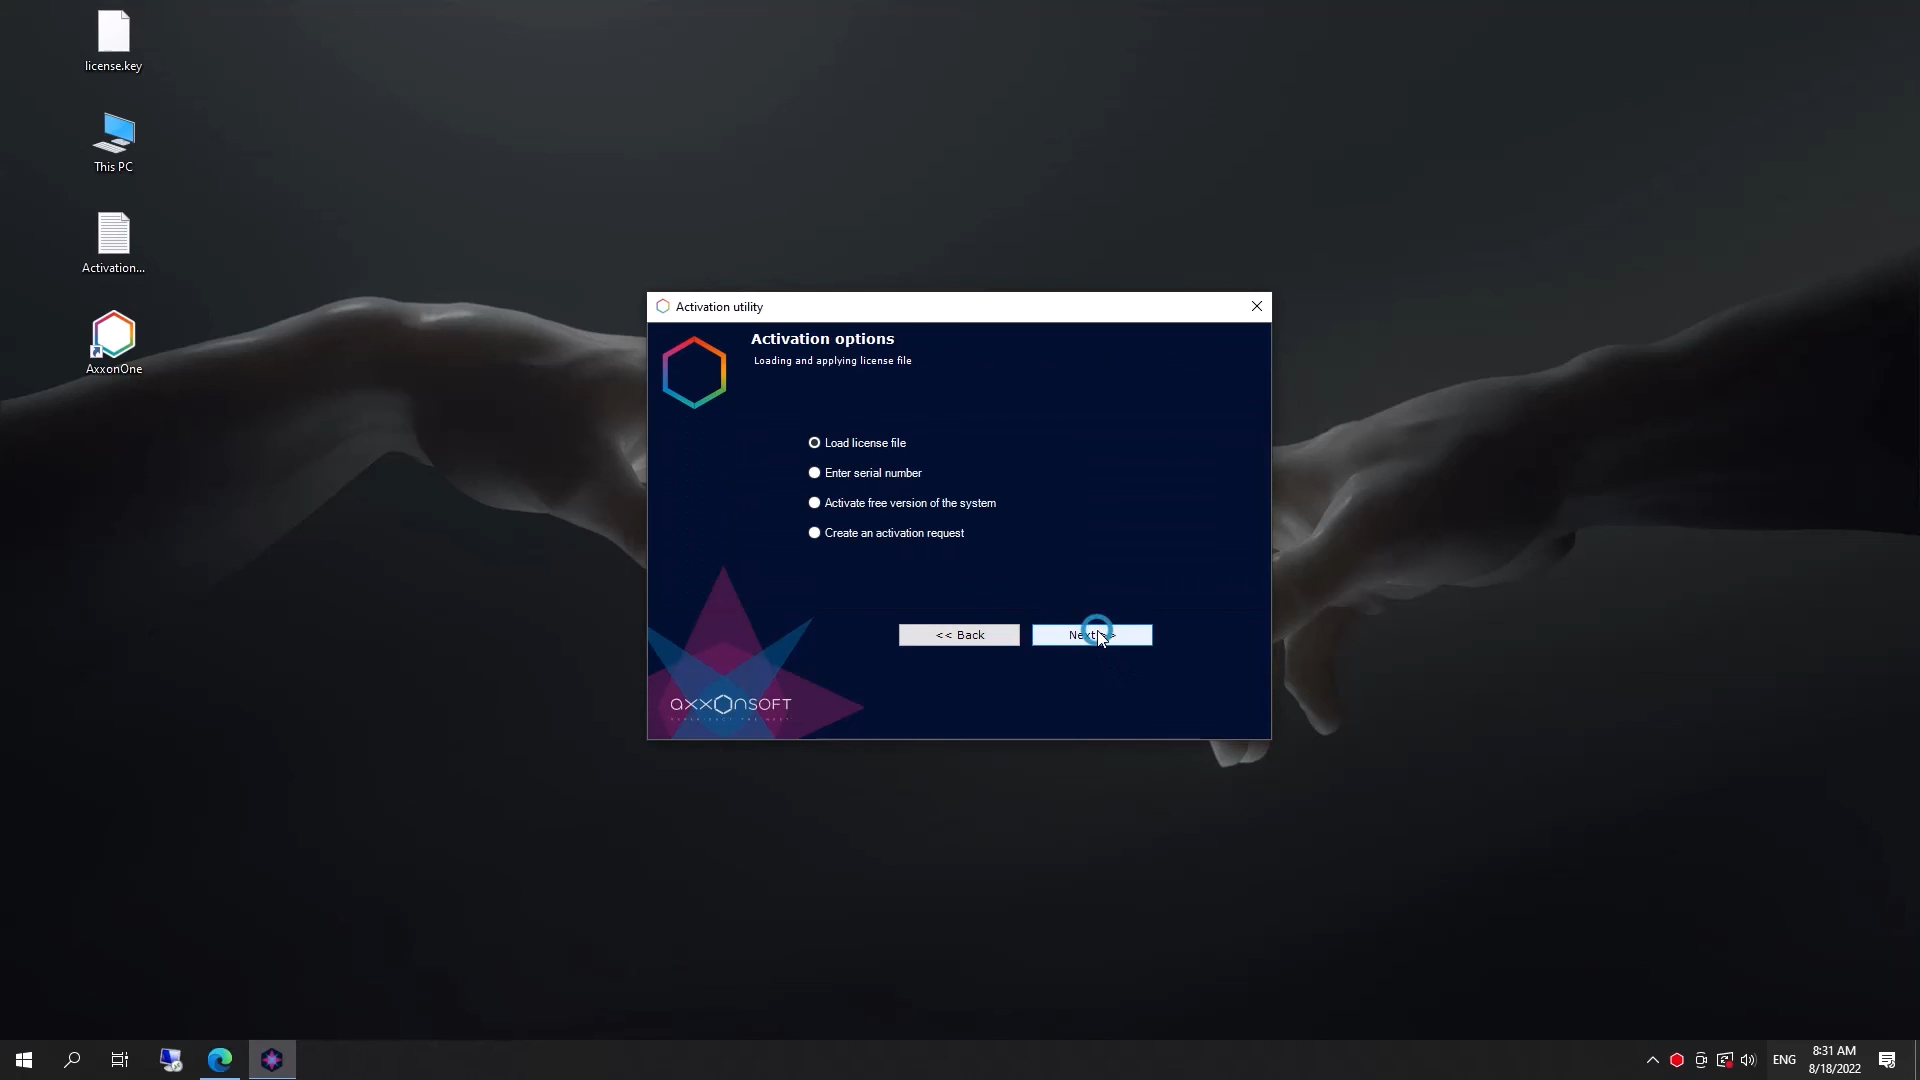 license.key
This PC
Activation...
AxxonOne
Activation utility
Activation options
Loading and applying license file
Load license file
Enter serial number
Activate free version of the system
Create an activation request
<< Back
Next >>
axxonsoft
ENG
8:31 AM
8/18/2022